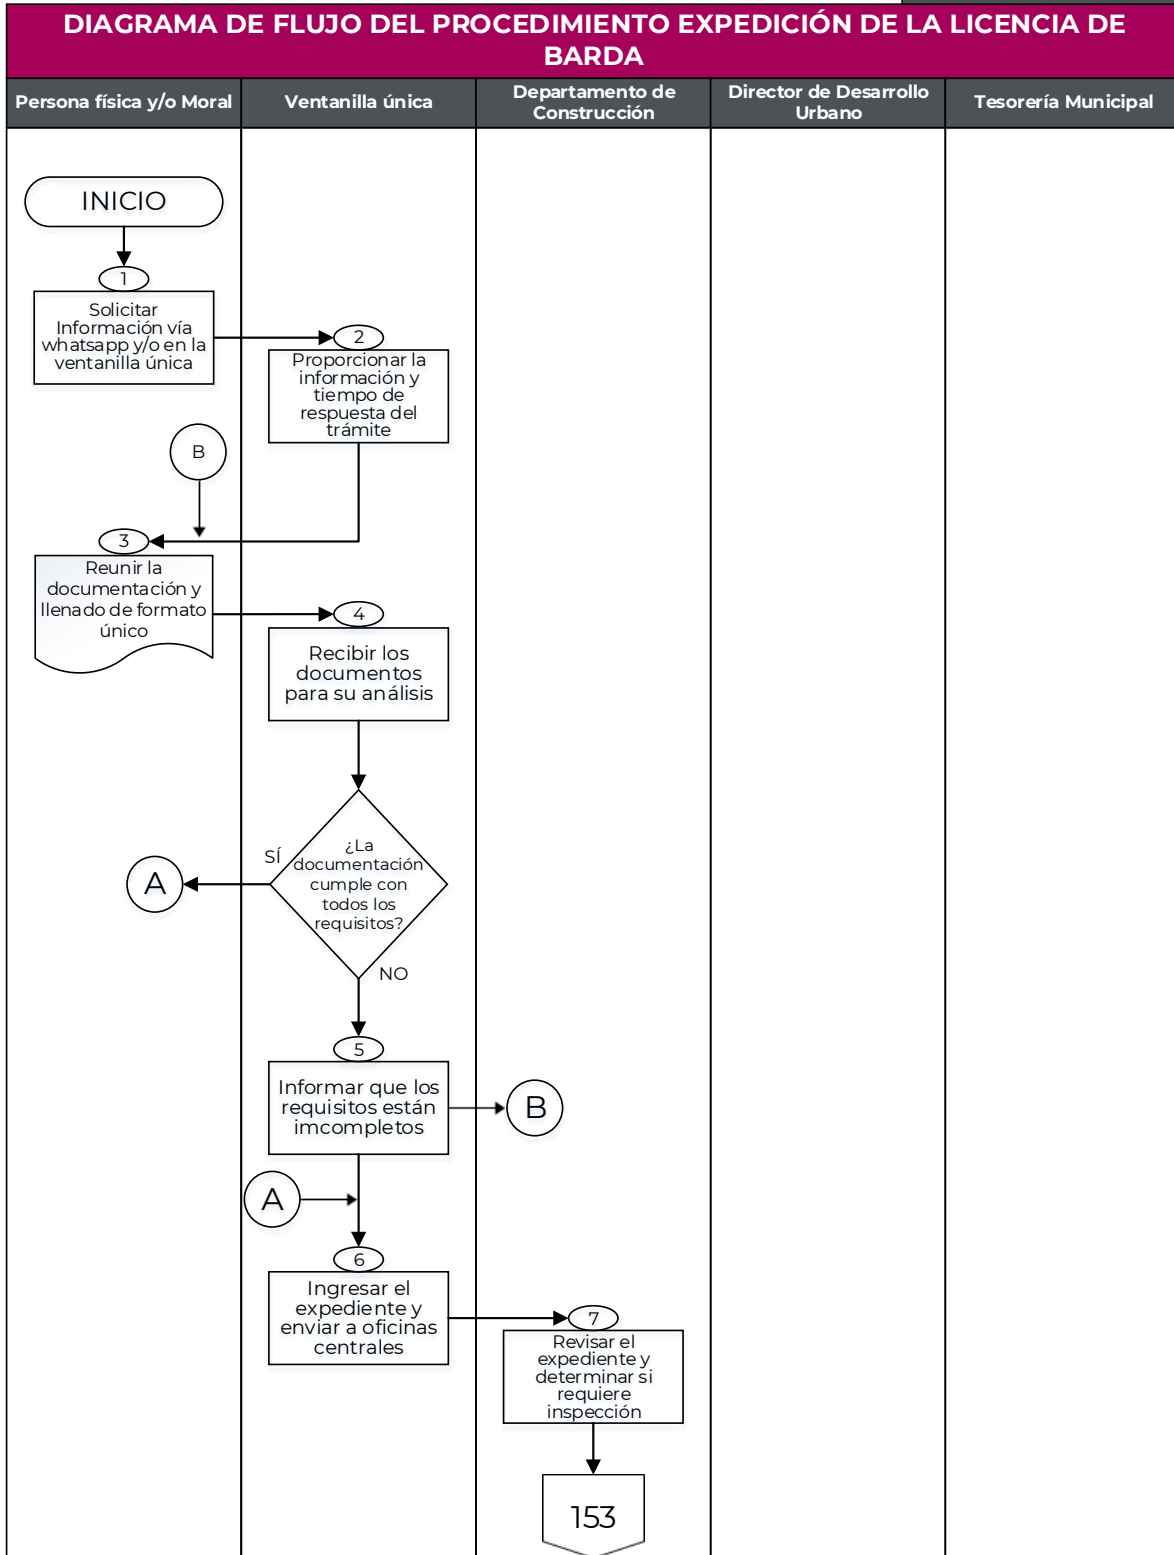 DIAGRAMA DE FLUJO DEL PROCEDIMIENTO EXPEDICIÓN DE LA LICENCIA DE
BARDA
Persona física y/o Moral
Ventanilla única
Departamento de
Construcción
Director de Desarrollo
Urbano
Tesorería Municipal
INICIO
1
Solicitar
Información vía
whatsapp y/o en la
ventanilla única
2
Proporcionar la
información y
tiempo de
respuesta del
trámite
B
3
Reunir la
documentación y
llenado de formato
único
4
Recibir los
documentos
para su análisis
¿La
documentación
cumple con
todos los
requisitos?
SÍ
A
NO
5
Informar que los
requisitos están
imcompletos
B
A
6
Ingresar el
expediente y
enviar a oficinas
centrales
7
Revisar el
expediente y
determinar si
requiere
inspección
153